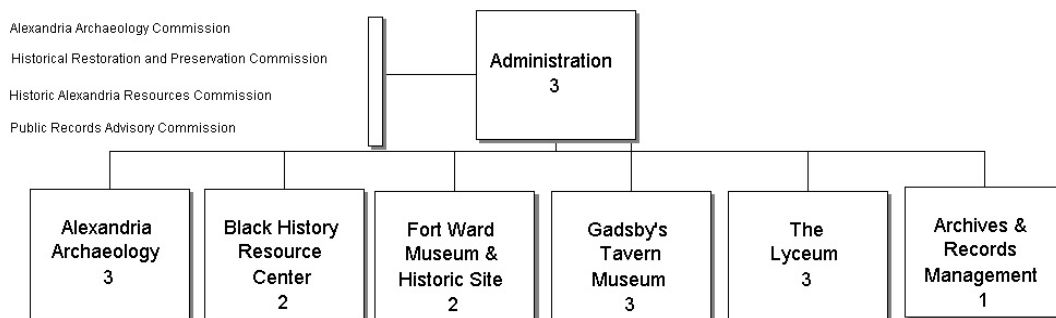 Alexandria Archaeology Commission
Historical Restoration and Preservation Commission
Historic Alexandria Resources Commission
Public Records Advisory Commission
Administration
3
Alexandria
Archaeology
3
Black History
Resource
Center
2
Fort Ward
Museum &
Historic Site
2
Gadsby's
Tavern
Museum
3
The
Lyceum
3
Archives &
Records
Management
1